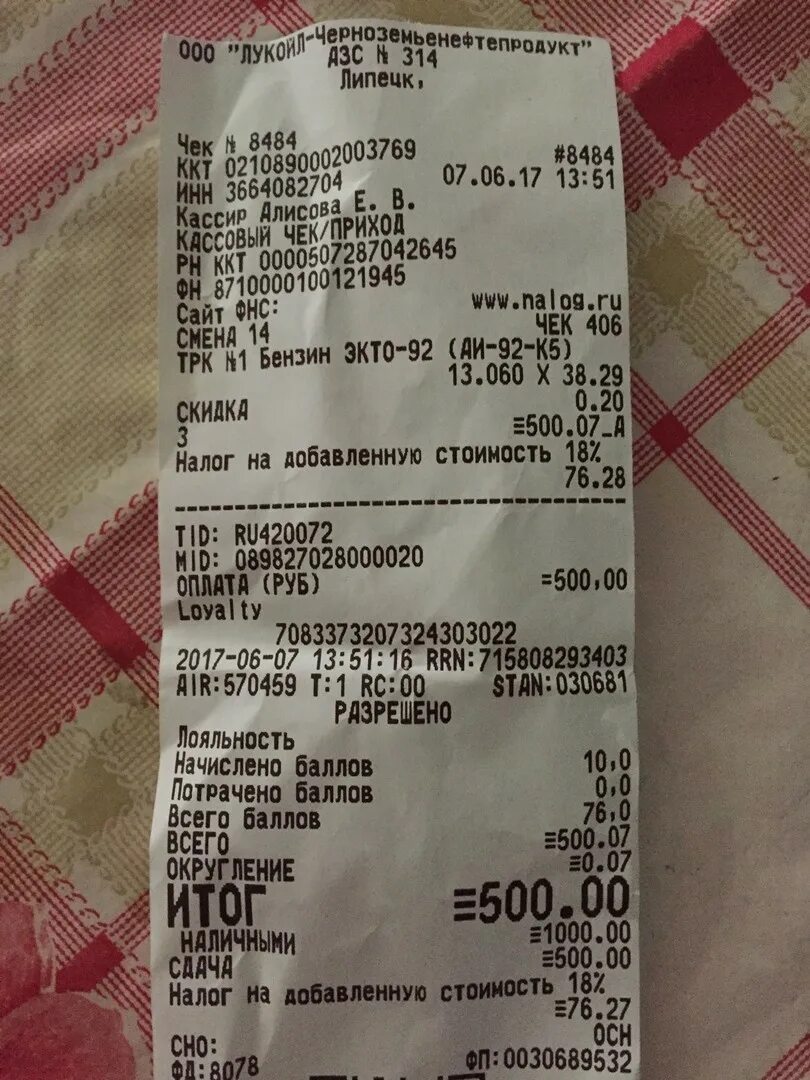 ООО "ЛУКОЙЛ-Черноземьенефтепродукт"
АЗС № 314
Липецк,
Чек № 8484 #8484
ККТ 0210890002003769 07.06.17 13:51
ИНН 3664082704
Кассир Алисова Е. В.
КАССОВЫЙ ЧЕК/ПРИХОД
РН ККТ 0000507287042645
ФН 8710000100121945
Сайт ФНС: www.nalog.ru
СМЕНА 14 ЧЕК 406
ТРК №1 Бензин ЭКТО-92 (АИ-92-К5)
13.060 X 38.29
СКИДКА 0.20
3 ≡500.07_А
Налог на добавленную стоимость 18%
76.28
TID: RU420072
MID: 089827028000020
ОПЛАТА (РУБ) =500,00
Loyalty
7083373207324303022
2017-06-07 13:51:16 RRN:715808293403
AIR:570459 T:1 RC:00 STAN:030681
РАЗРЕШЕНО
Лояльность
Начислено баллов 10,0
Потрачено баллов 0,0
Всего баллов 76,0
ВСЕГО ≡500.07
ОКРУГЛЕНИЕ ≡0.07
ИТОГ ≡500.00
НАЛИЧНЫМИ ≡1000.00
СДАЧА ≡500.00
Налог на добавленную стоимость 18%
≡76.27
СНО: ОСН
ФД:8078 ФП:0030689532